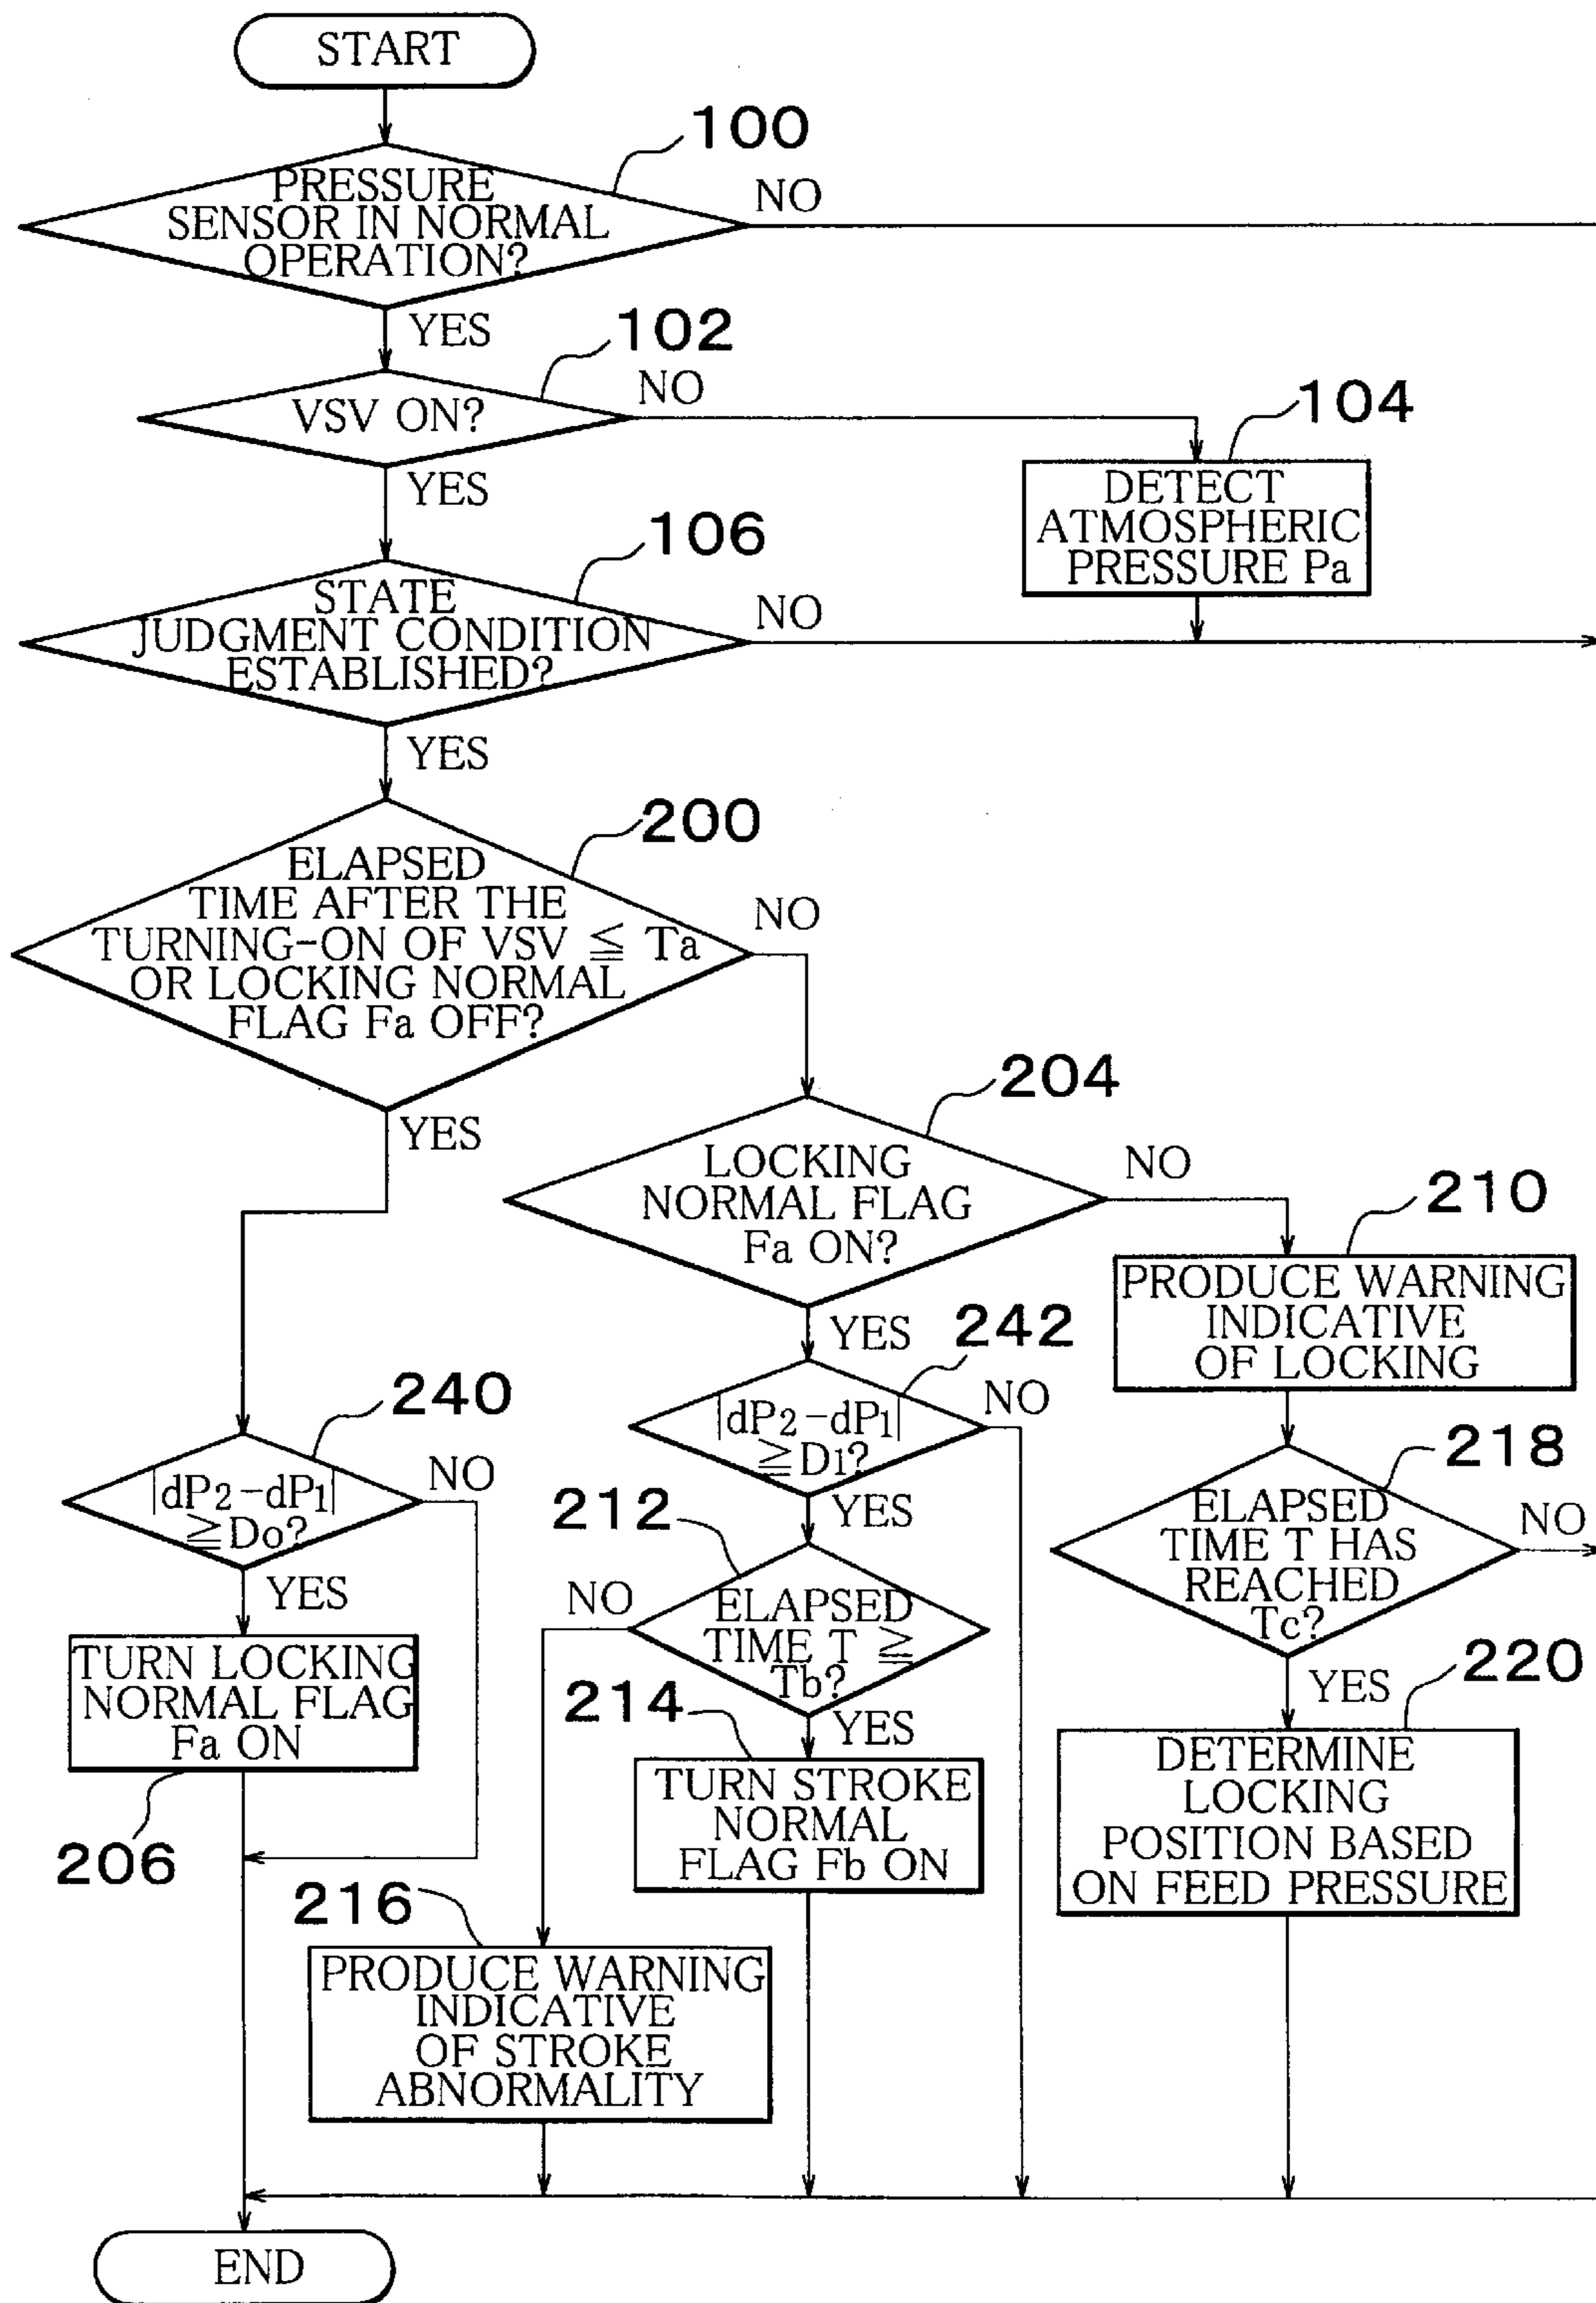 START
100
PRESSURE
SENSOR IN NORMAL
OPERATION?
NO
YES
102
VSV ON?
NO
YES
104
DETECT
ATMOSPHERIC
PRESSURE Pa
106
STATE
JUDGMENT CONDITION
ESTABLISHED?
NO
YES
200
ELAPSED
TIME AFTER THE
TURNING-ON OF VSV ≦ Ta
OR LOCKING NORMAL
FLAG Fa OFF?
NO
YES
204
LOCKING
NORMAL FLAG
Fa ON?
NO
YES
210
PRODUCE WARNING
INDICATIVE
OF LOCKING
242
|dP2-dP1|
≧D1?
NO
YES
240
|dP2-dP1|
≧Do?
NO
YES
218
ELAPSED
TIME T HAS
REACHED
Tc?
NO
YES
212
ELAPSED
TIME T ≧
Tb?
NO
YES
TURN LOCKING
NORMAL FLAG
Fa ON
206
214
TURN STROKE
NORMAL
FLAG Fb ON
220
DETERMINE
LOCKING
POSITION BASED
ON FEED PRESSURE
216
PRODUCE WARNING
INDICATIVE
OF STROKE
ABNORMALITY
END